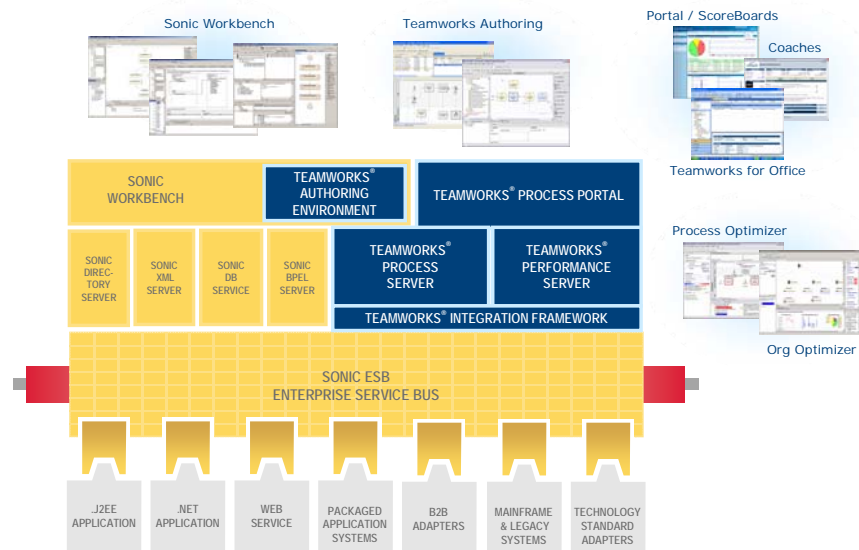 Sonic Workbench
Teamworks Authoring
Portal / ScoreBoards
Coaches
Teamworks for Office
SONIC
WORKBENCH
TEAMWORKS®
AUTHORING
ENVIRONMENT
TEAMWORKS® PROCESS PORTAL
Process Optimizer
SONIC
DIREC-
TORY
SERVER
SONIC
XML
SERVER
SONIC
DB
SERVICE
SONIC
BPEL
SERVER
TEAMWORKS®
PROCESS
SERVER
TEAMWORKS®
PERFORMANCE
SERVER
TEAMWORKS® INTEGRATION FRAMEWORK
Org Optimizer
SONIC ESB
ENTERPRISE SERVICE BUS
.J2EE
APPLICATION
.NET
APPLICATION
WEB
SERVICE
PACKAGED
APPLICATION
SYSTEMS
B2B
ADAPTERS
MAINFRAME
& LEGACY
SYSTEMS
TECHNOLOGY
STANDARD
ADAPTERS